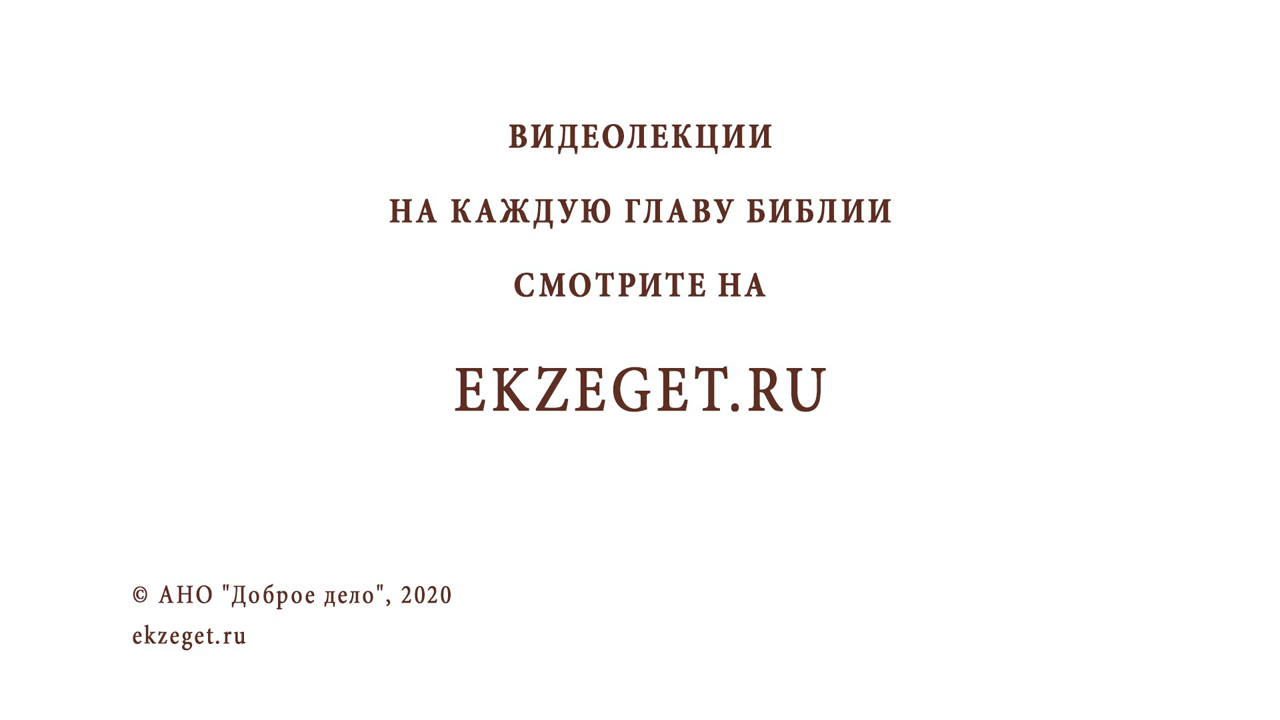 ВИДЕОЛЕКЦИИ
НА КАЖДУЮ ГЛАВУ БИБЛИИ
СМОТРИТЕ НА
EKZEGET.RU
© АНО "Доброе дело", 2020
ekzeget.ru